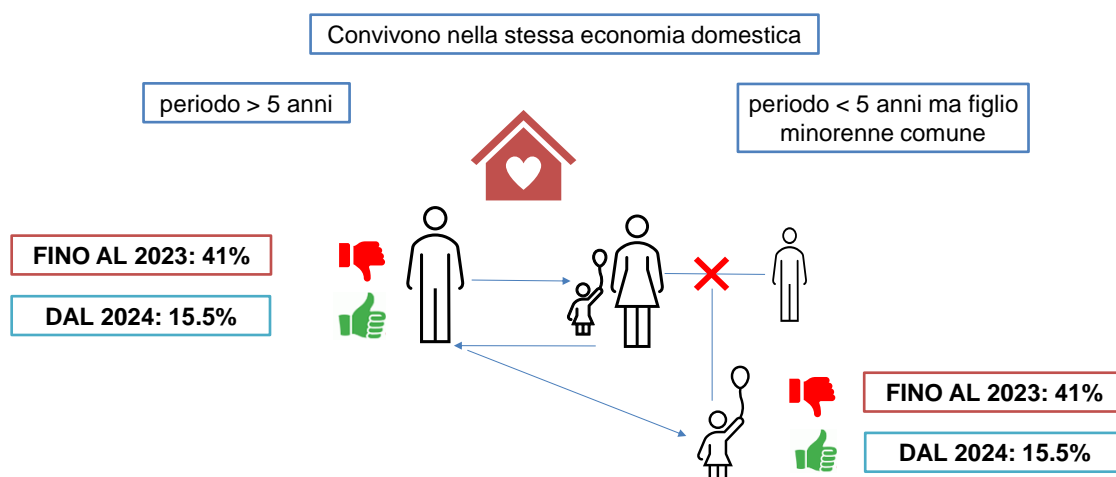 Convivono nella stessa economia domestica
periodo > 5 anni
periodo < 5 anni ma figlio
minorenne comune
FINO AL 2023: 41%
DAL 2024: 15.5%
FINO AL 2023: 41%
DAL 2024: 15.5%